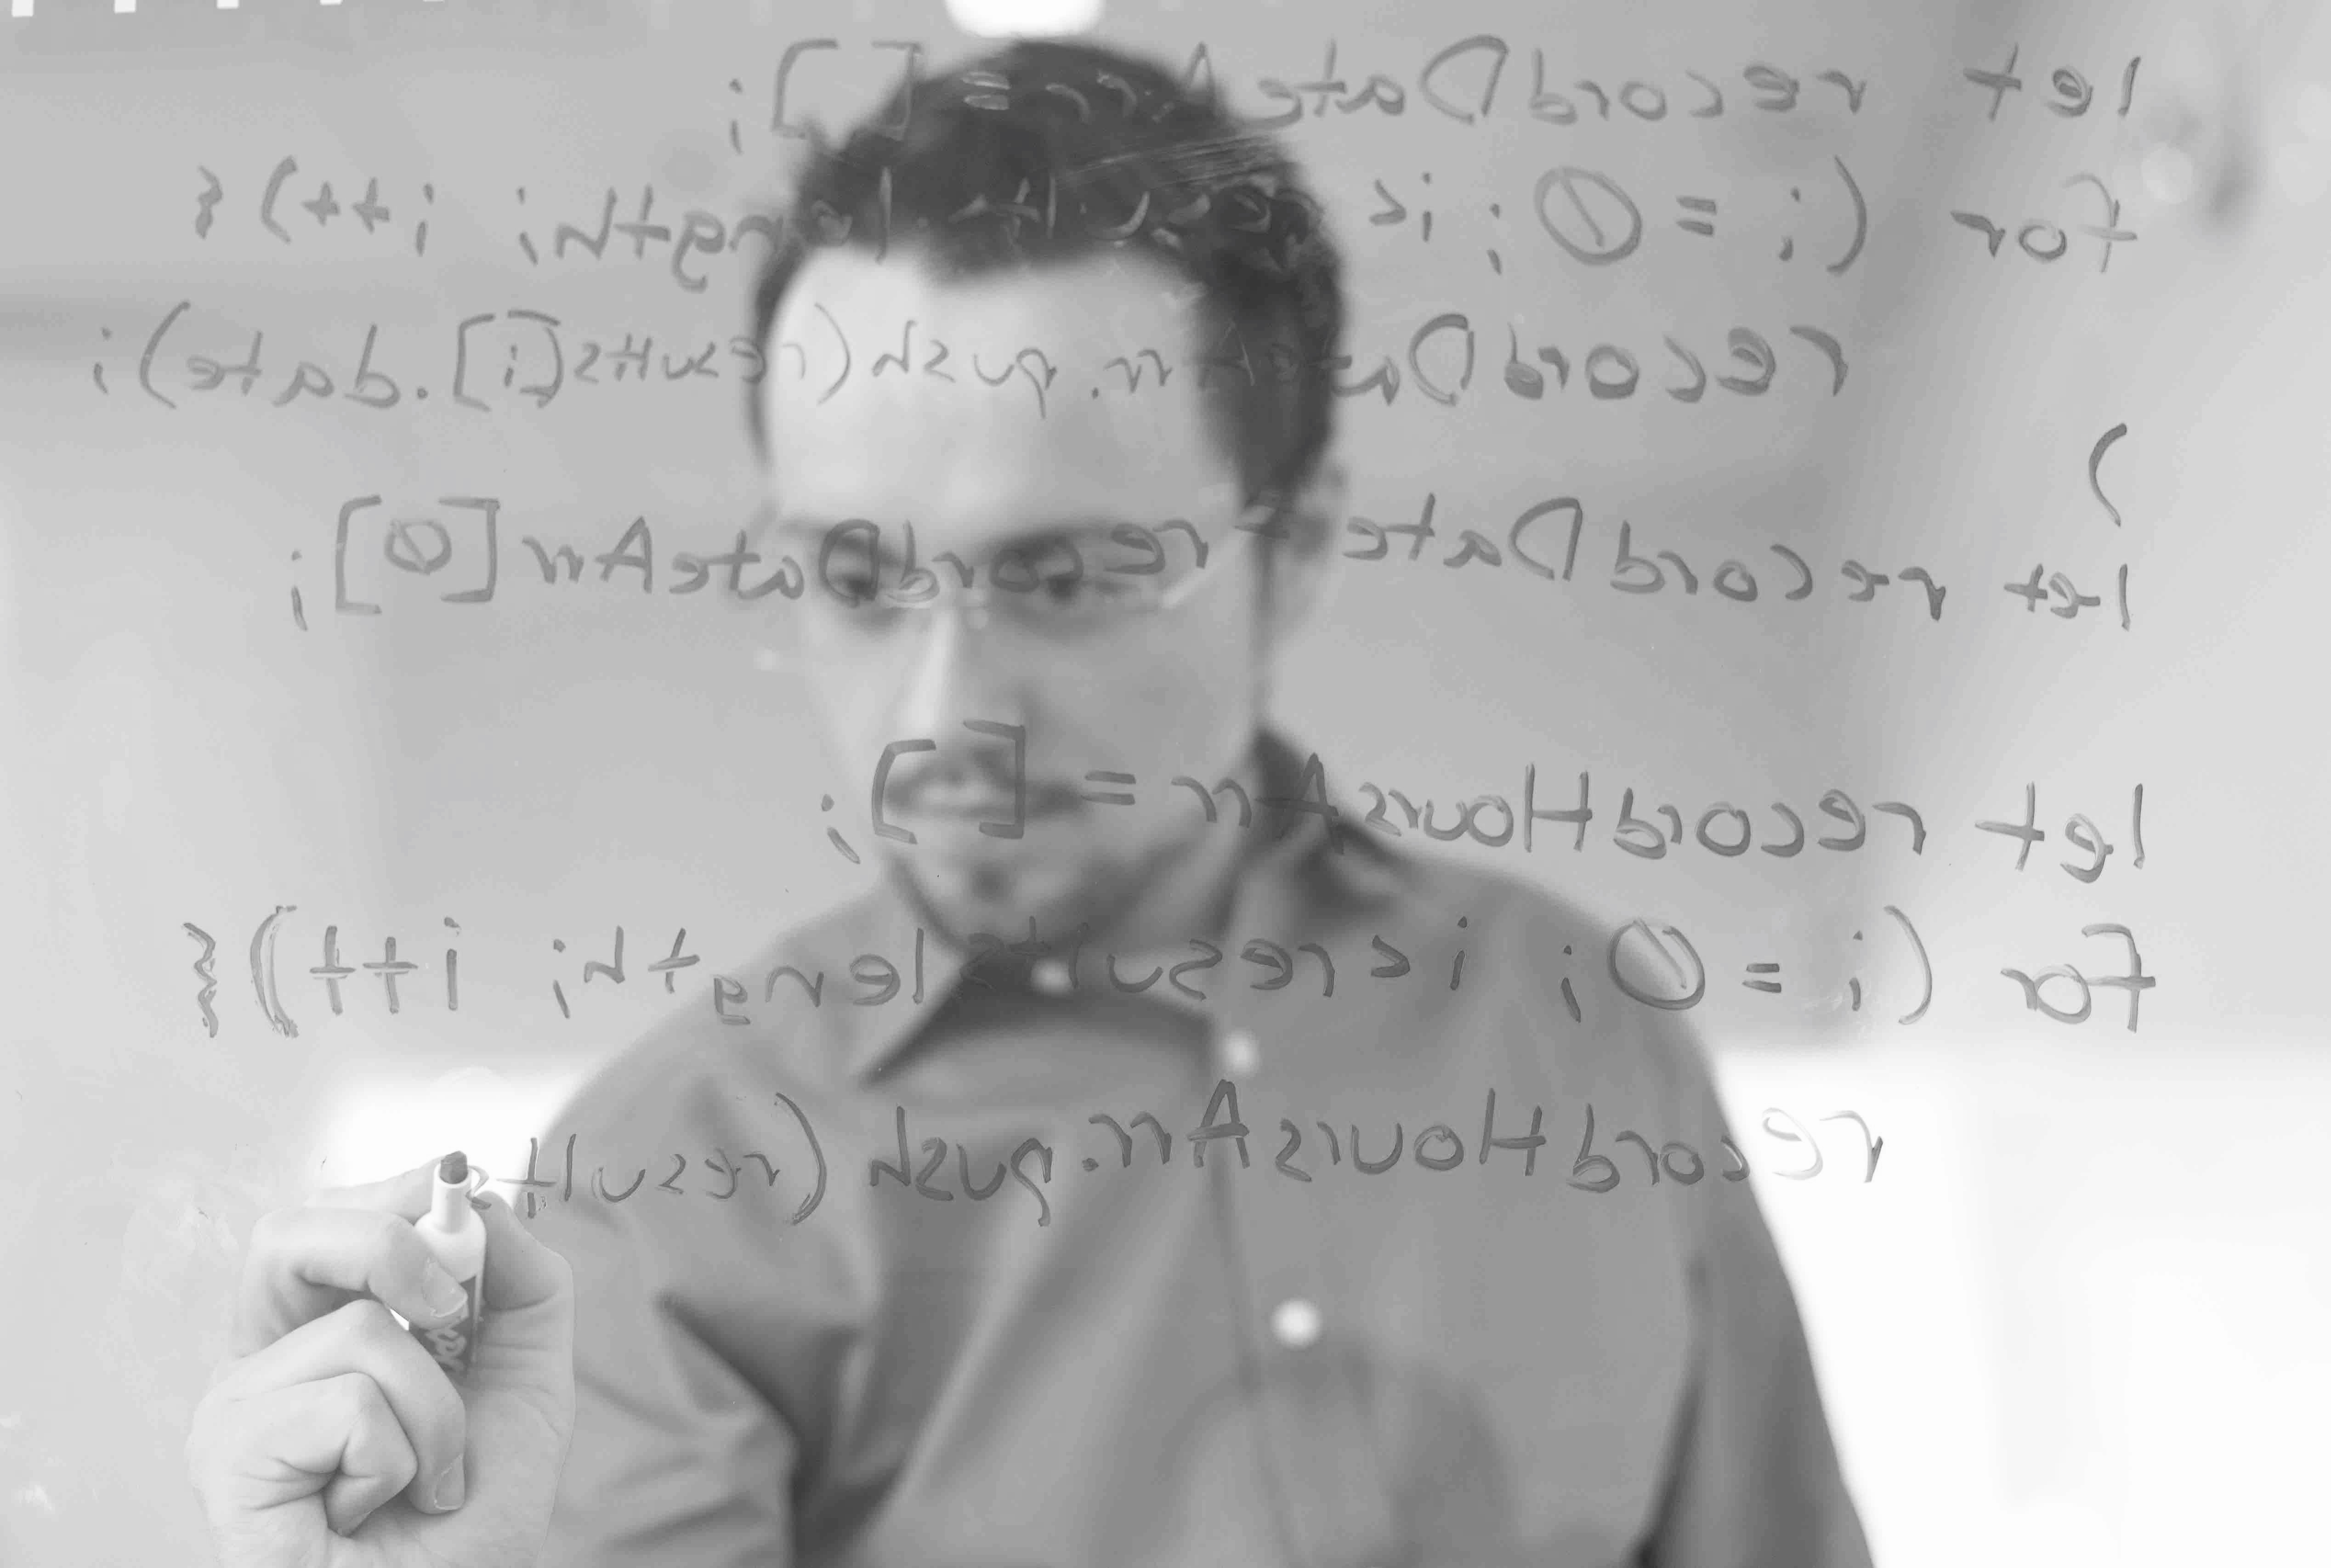 let recordDateArr = [];
for (i = 0; i < results.length; i++) {
recordDateArr.push(results[i].date);
)
let recordDate = recordDateArr[0];
let recordHoursArr = [];
for (i = 0; i < results.length; i++) {
recordHoursArr.push(results